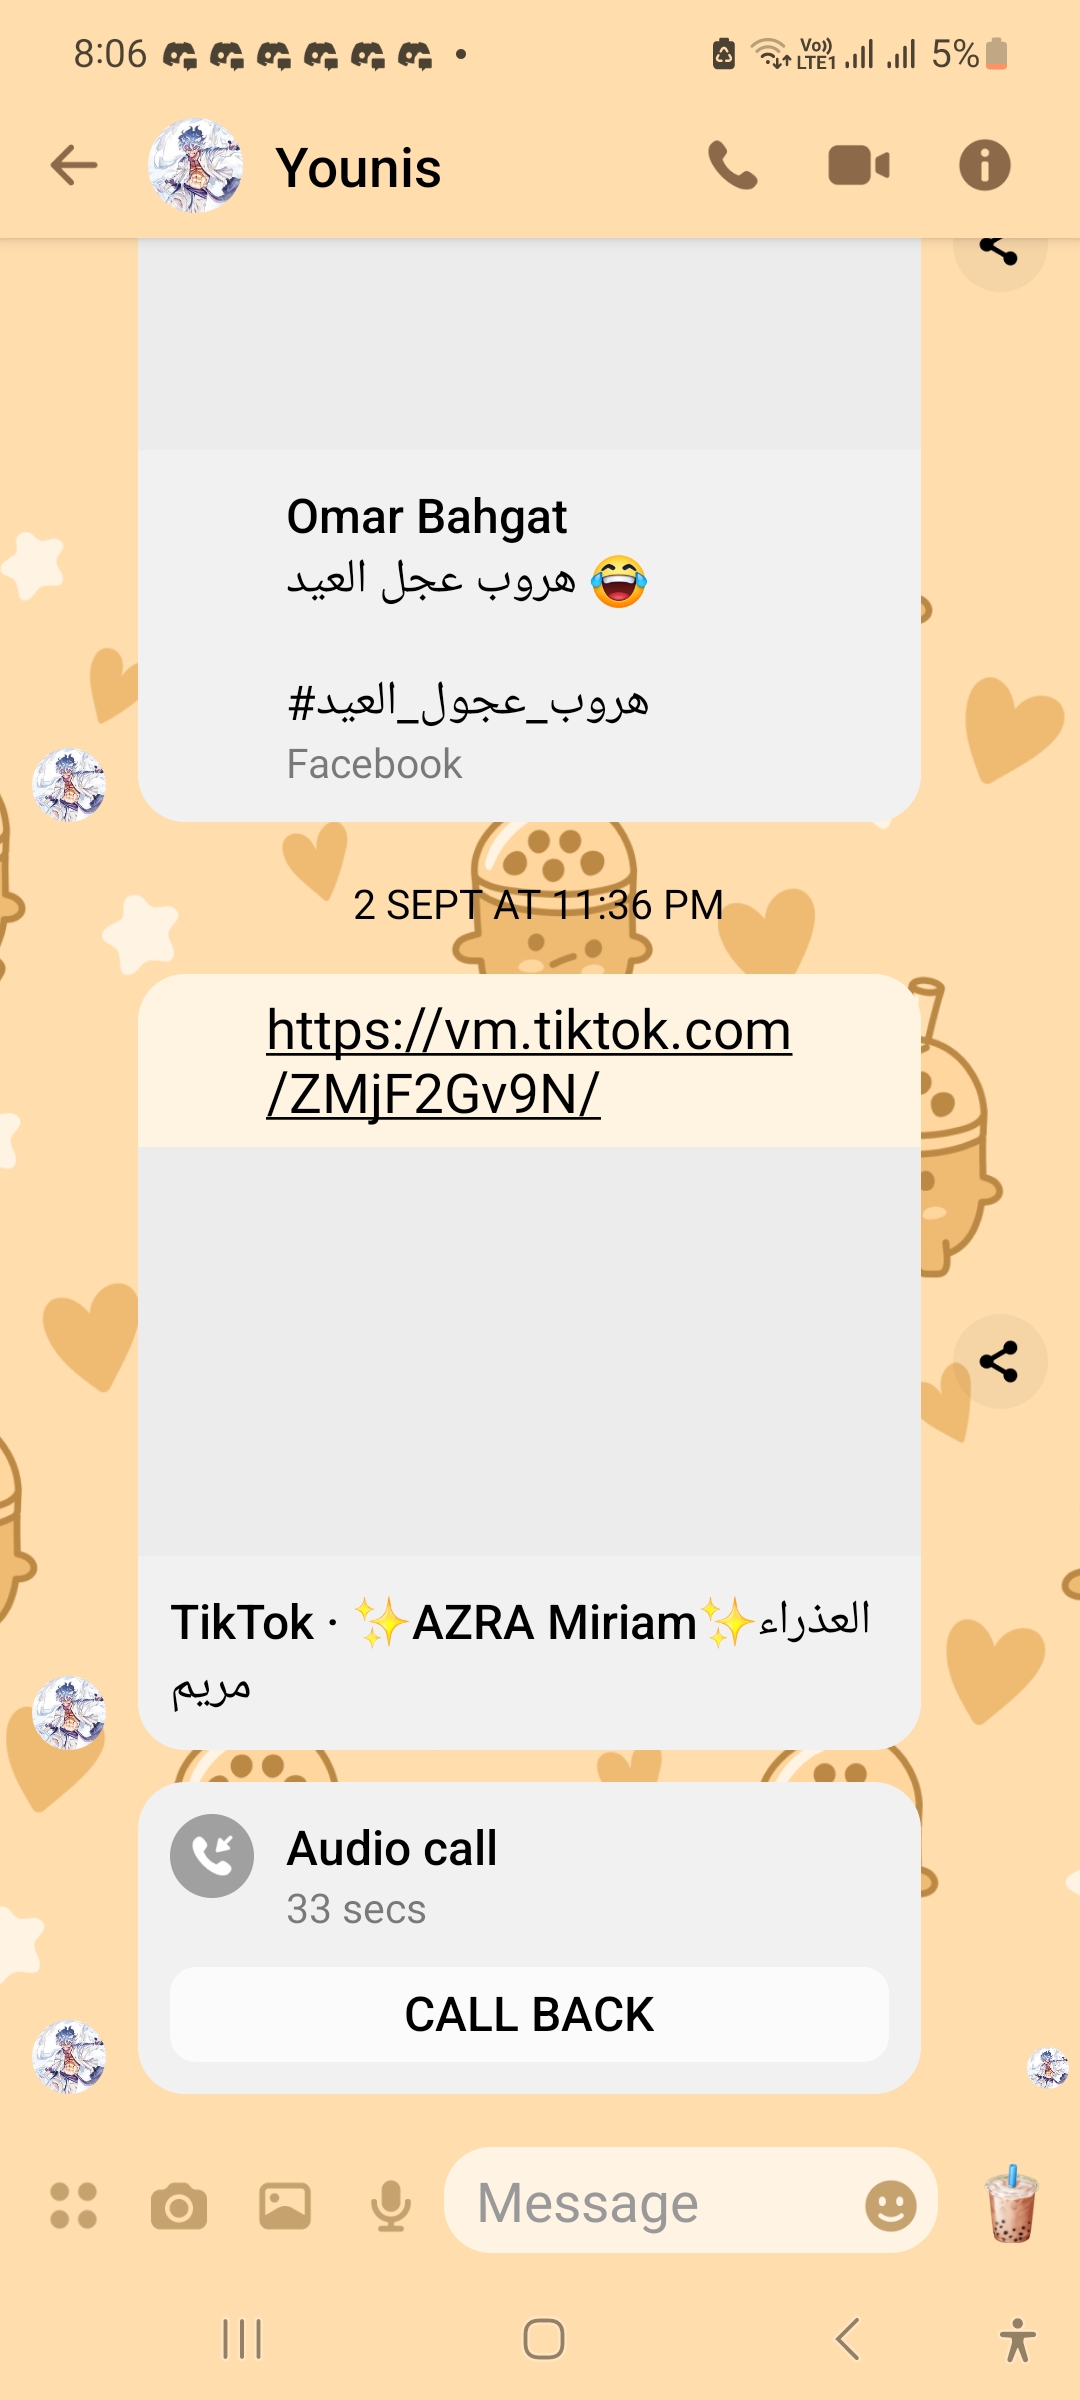 8:06
Vo)) LTE1 5%
Younis
Omar Bahgat
هروب عجل العيد 😂
#هروب_عجول_العيد
Facebook
2 SEPT AT 11:36 PM
https://vm.tiktok.com
/ZMjF2Gv9N/
TikTok · ✨AZRA Miriam✨العذراء
مريم
Audio call
33 secs
CALL BACK
Message